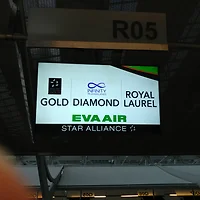 R05
INFINITY
GOLD DIAMOND ROYAL LAUREL
EVA AIR
STAR ALLIANCE